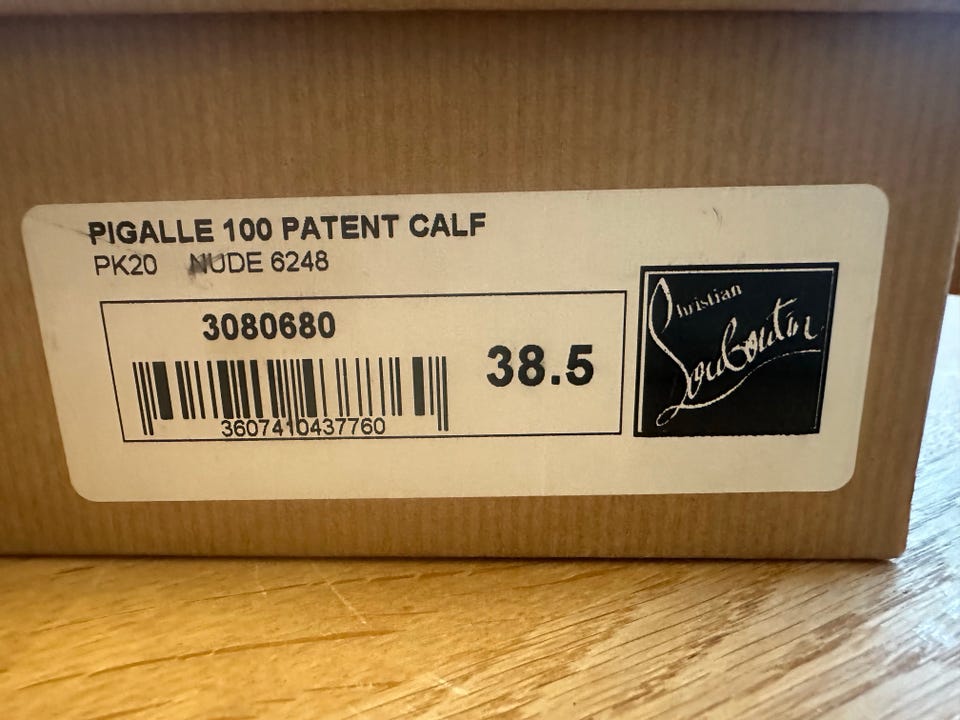 PIGALLE 100 PATENT CALF
PK20 NUDE 6248
3080680
38.5
3607410437760
Christian
Louboutin